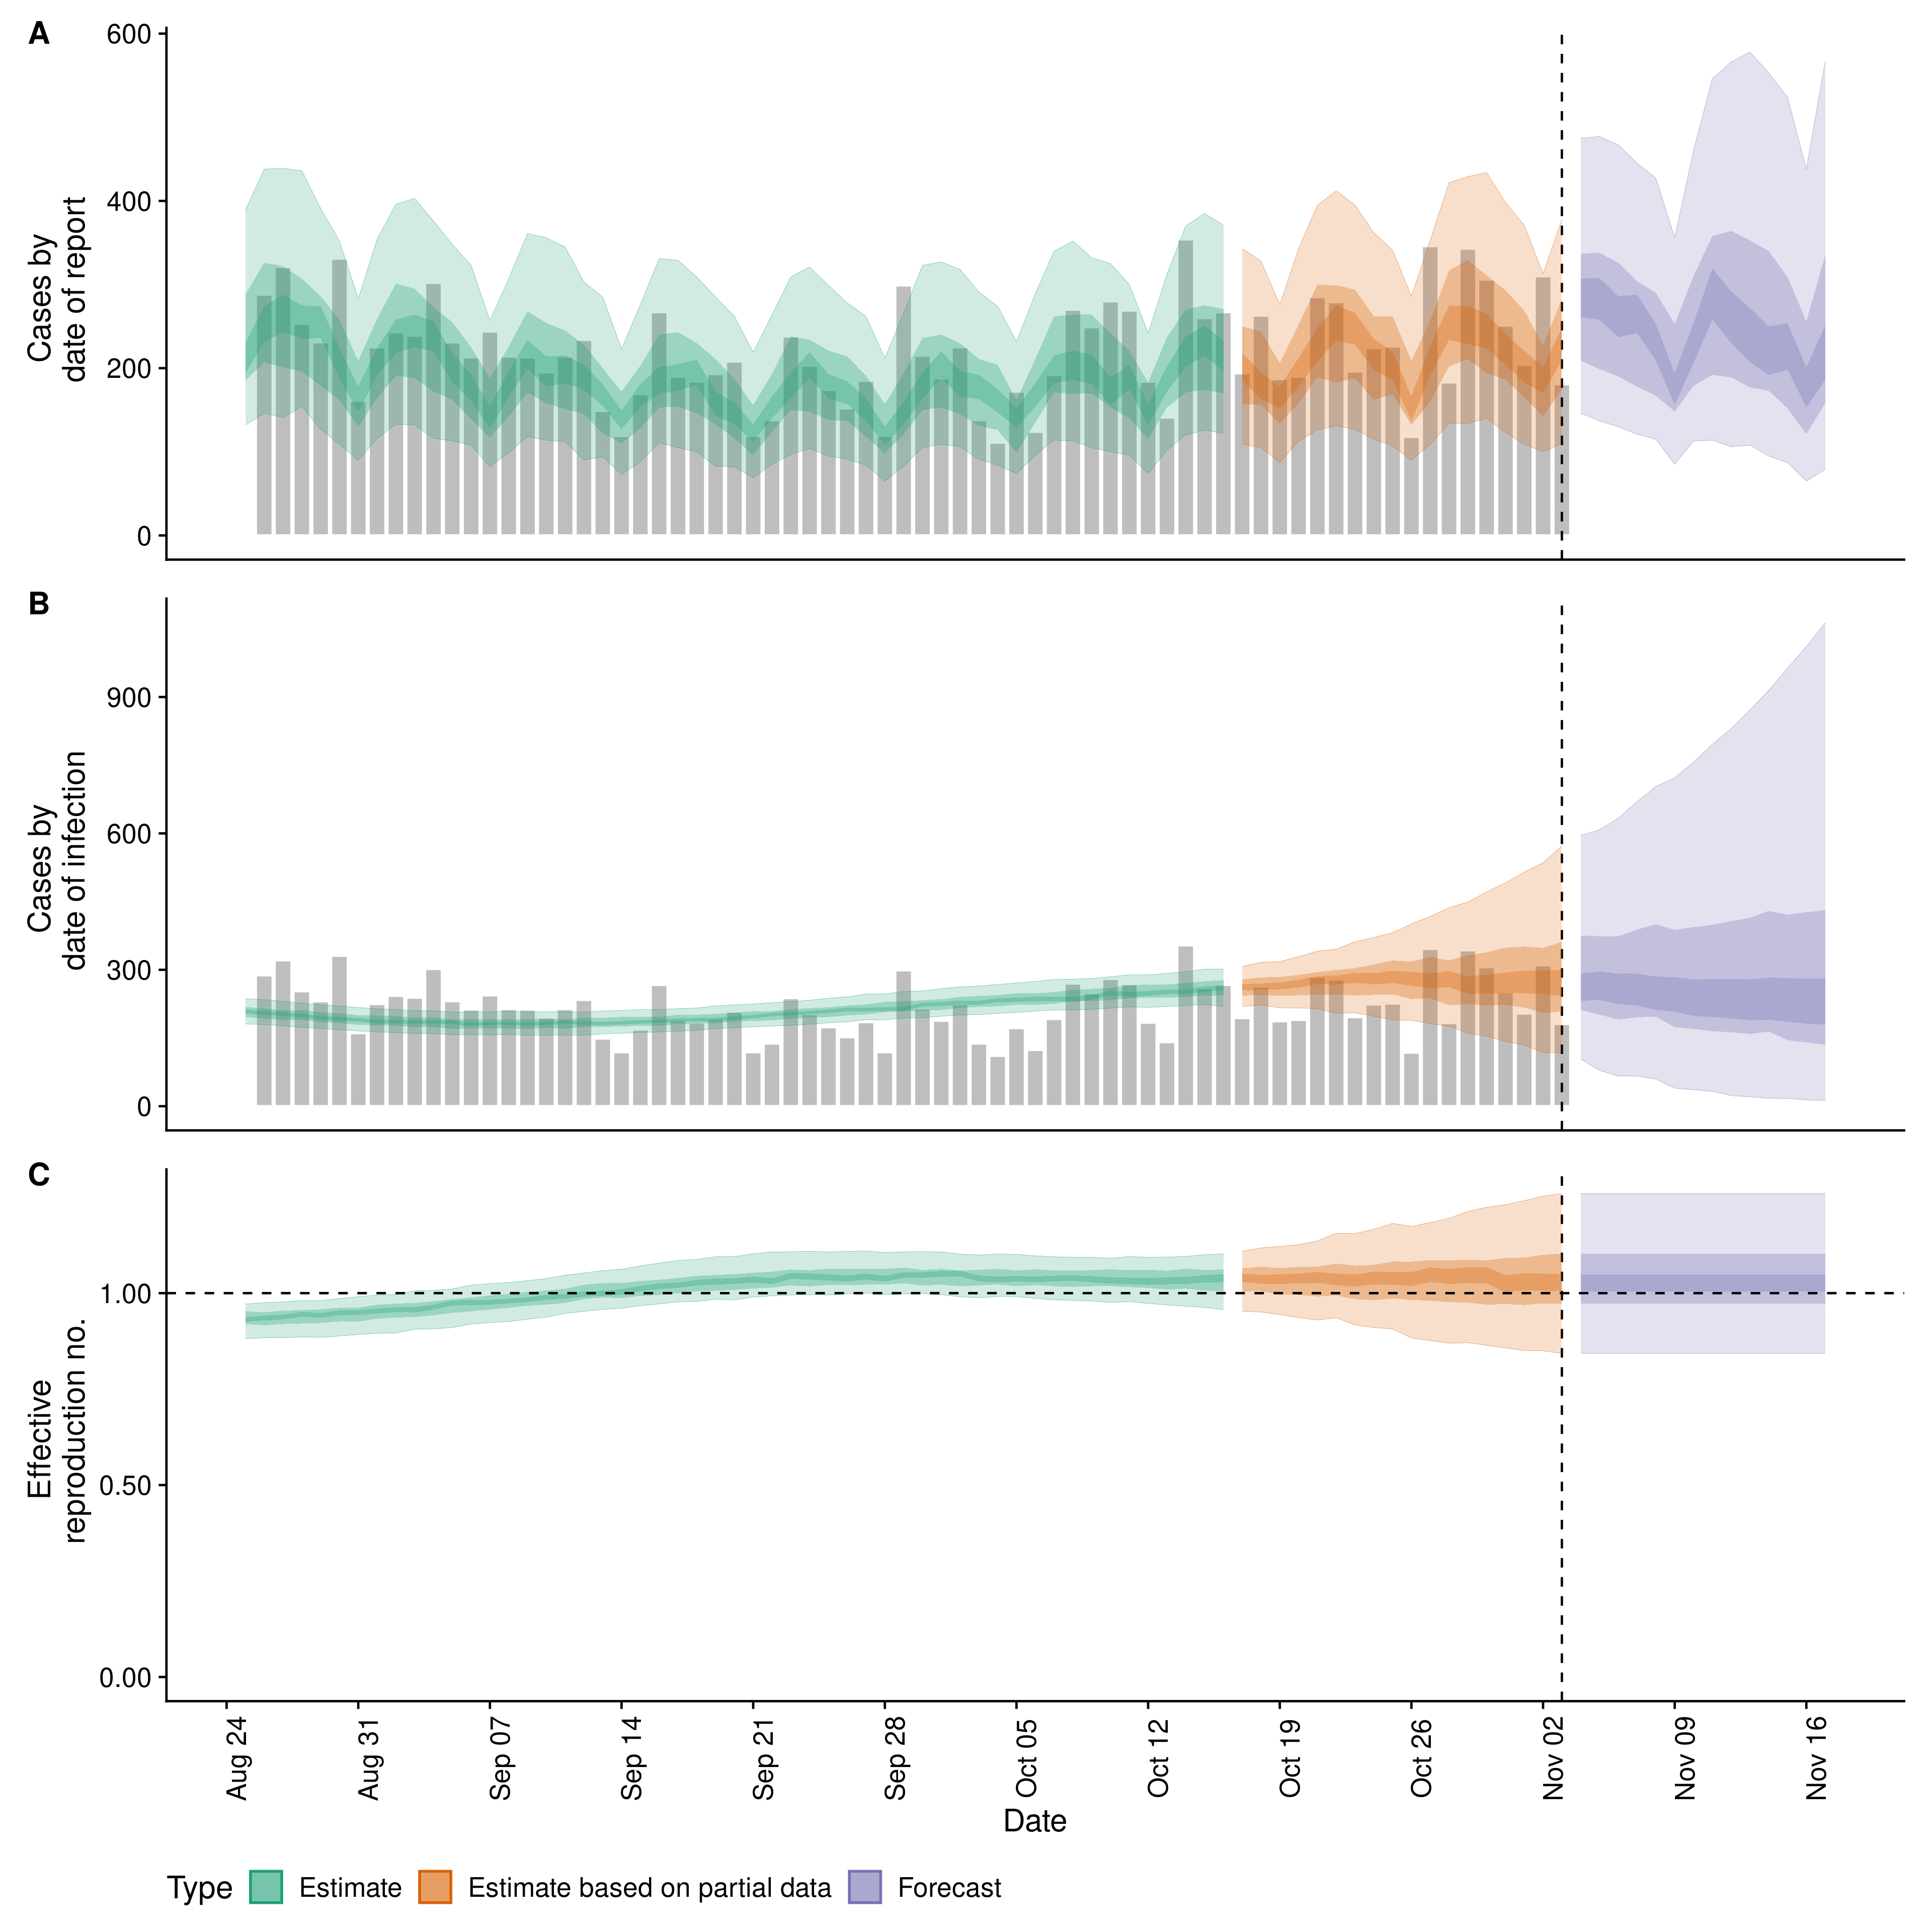 A
600
400
200
0
Cases by
date of report
B
900
600
300
0
Cases by
date of infection
C
1.00
0.50
0.00
Effective
reproduction no.
Aug 24
Aug 31
Sep 07
Sep 14
Sep 21
Sep 28
Oct 05
Oct 12
Oct 19
Oct 26
Nov 02
Nov 09
Nov 16
Date
Type Estimate Estimate based on partial data Forecast